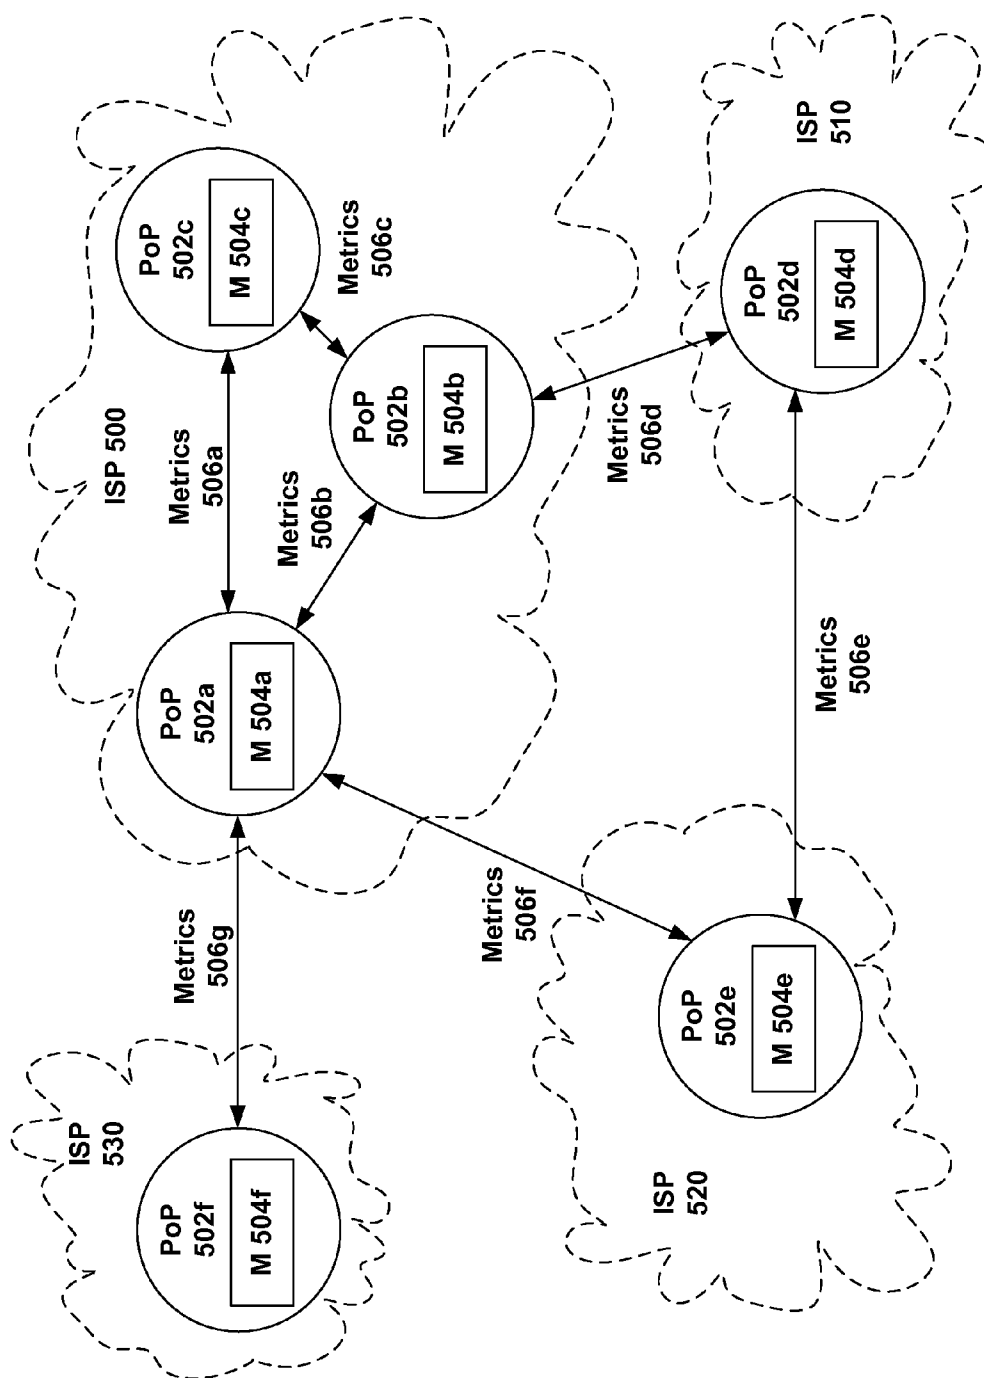 ISP
530
PoP
502f
M 504f
Metrics
506g
PoP
502a
M 504a
ISP 500
Metrics
506a
PoP
502c
M 504c
Metrics
506b
PoP
502b
M 504b
Metrics
506c
Metrics
506f
Metrics
506d
ISP
510
PoP
502d
M 504d
ISP
520
PoP
502e
M 504e
Metrics
506e